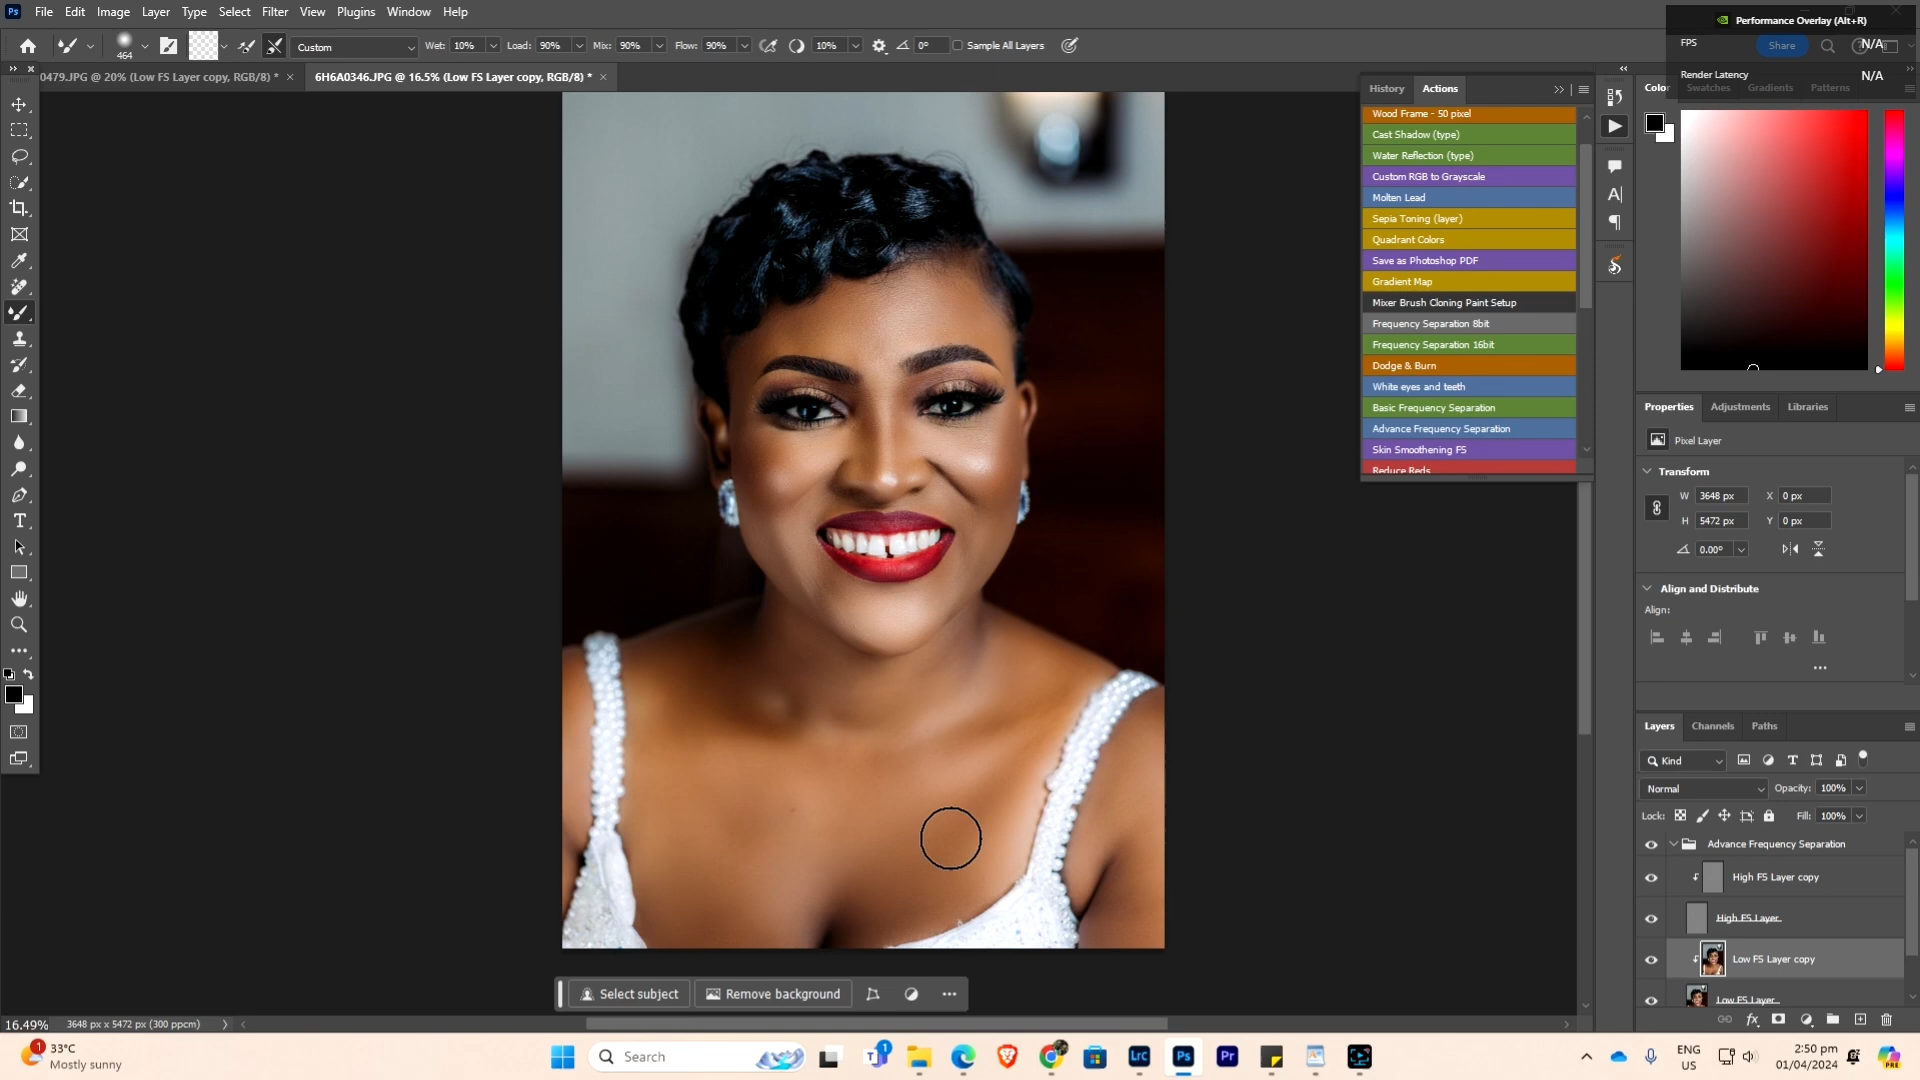 Ps File Edit Image Layer Type Select Filter View Plugins Window Help
Performance Overlay (Alt+R)
FPS N/A
Render Latency N/A
464 Custom Wet: 10% Load: 90% Mix: 90% Flow: 90% 10% 0° Sample All Layers Share
0479.JPG @ 20% (Low FS Layer copy, RGB/8) * ×
6H6A0346.JPG @ 16.5% (Low FS Layer copy, RGB/8) * ×
History Actions
Wood Frame - 50 pixel
Cast Shadow (type)
Water Reflection (type)
Custom RGB to Grayscale
Molten Lead
Sepia Toning (layer)
Quadrant Colors
Save as Photoshop PDF
Gradient Map
Mixer Brush Cloning Paint Setup
Frequency Separation 8bit
Frequency Separation 16bit
Dodge & Burn
White eyes and teeth
Basic Frequency Separation
Advance Frequency Separation
Skin Smoothening FS
Reduce Reds
Color Swatches Gradients Patterns
Properties Adjustments Libraries
Pixel Layer
Transform
W 3648 px X 0 px
H 5472 px Y 0 px
0.00°
Align and Distribute
Align:
Layers Channels Paths
Kind
Normal Opacity: 100%
Lock: Fill: 100%
Advance Frequency Separation
High FS Layer copy
High FS Layer
Low FS Layer copy
Low FS Layer
Select subject Remove background
16.49% 3648 px x 5472 px (300 ppcm)
1 33°C
Mostly sunny
Search
1
Lrc Ps Pr
ENG
US
2:50 pm
01/04/2024
PRE